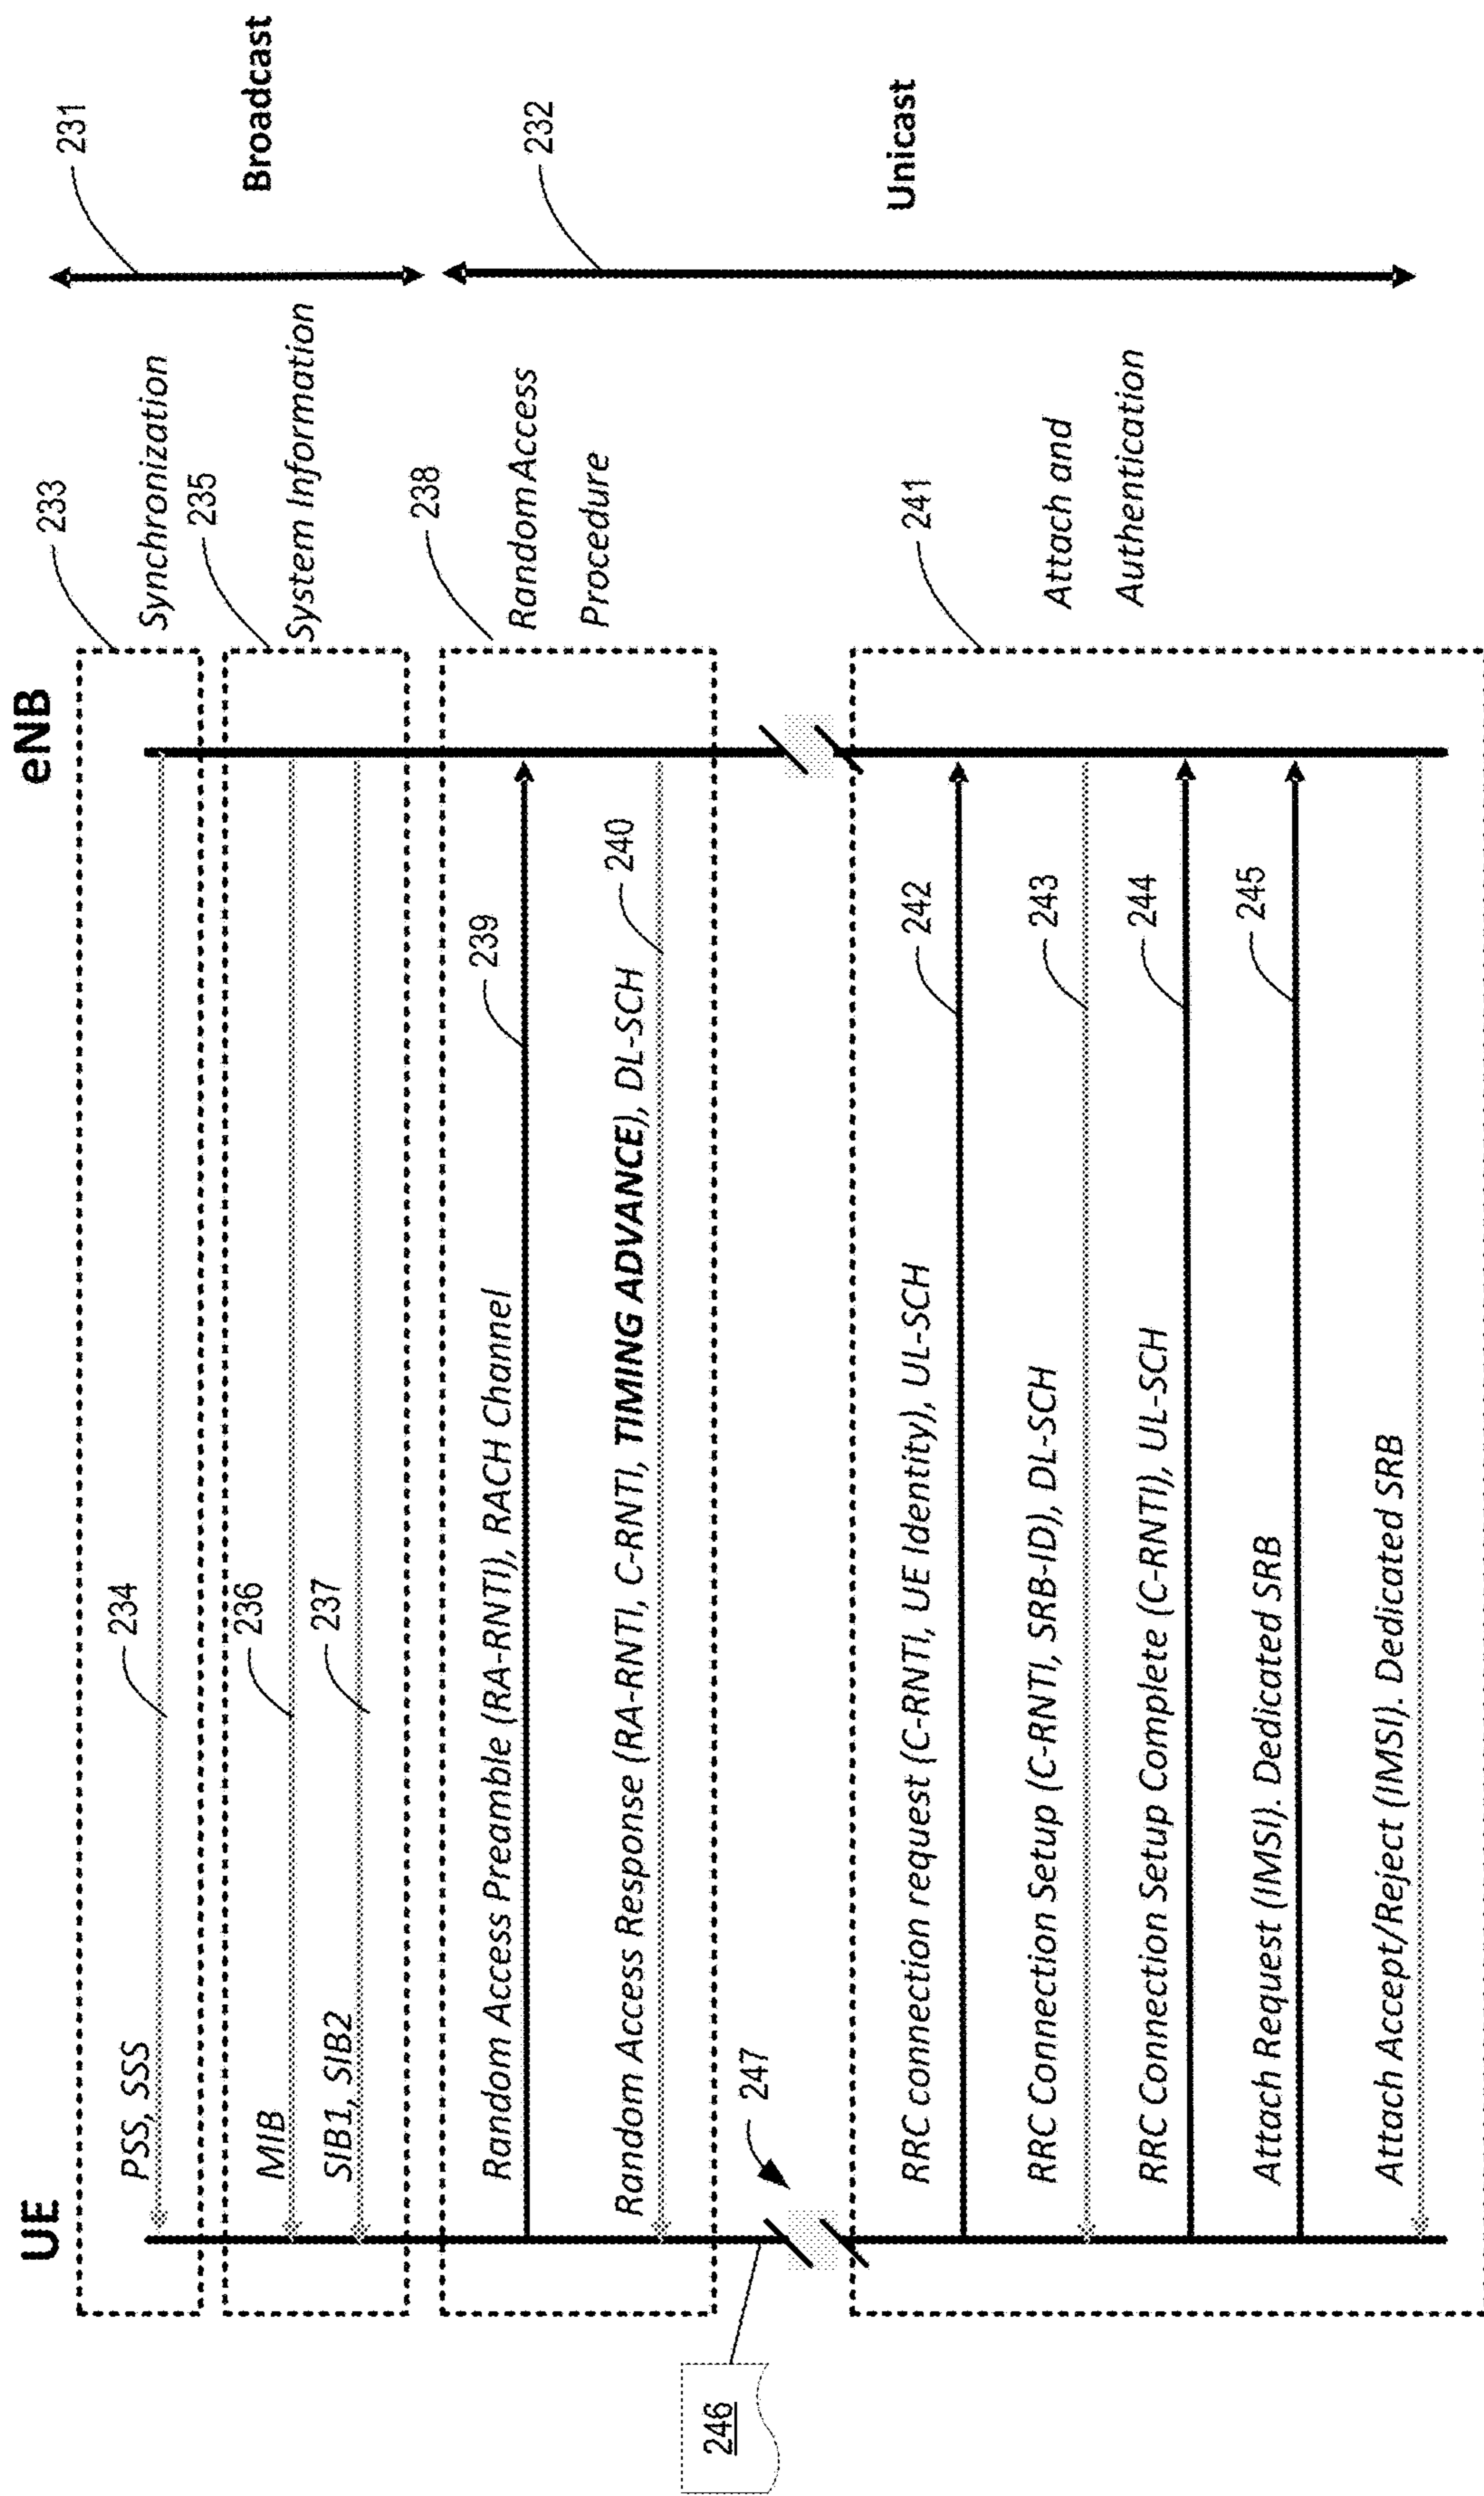 UE
eNB
233
Synchronization
231
Broadcast
PSS, SSS
234
235
System Information
MIB
236
SIB1, SIB2
237
238
Random Access
Procedure
232
Unicast
Random Access Preamble (RA-RNTI), RACH Channel
239
Random Access Response (RA-RNTI, C-RNTI, TIMING ADVANCE), DL-SCH
240
246
247
241
Attach and
Authentication
RRC connection request (C-RNTI, UE Identity), UL-SCH
242
RRC Connection Setup (C-RNTI, SRB-ID), DL-SCH
243
RRC Connection Setup Complete (C-RNTI), UL-SCH
244
Attach Request (IMSI). Dedicated SRB
245
Attach Accept/Reject (IMSI). Dedicated SRB